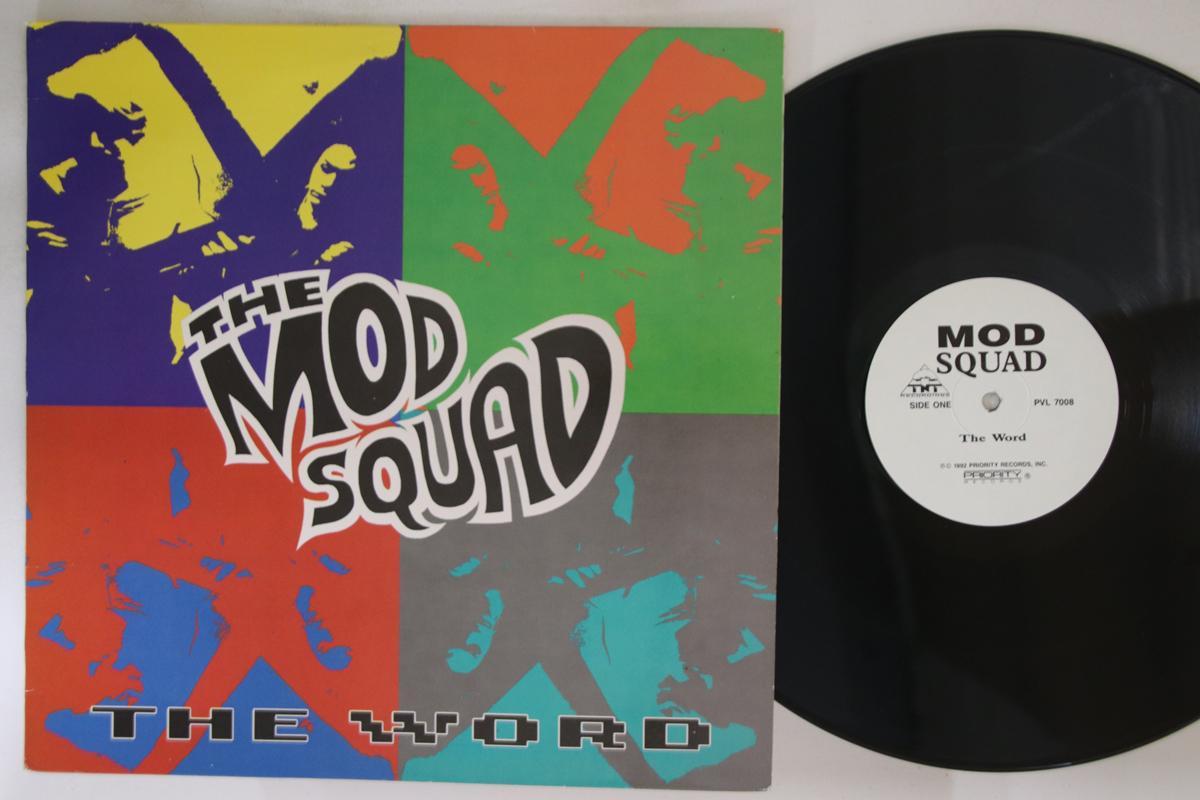 THE
MOD
SQUAD
THE WORD
MOD
SQUAD
TNT
RECORDINGS
SIDE ONE
PVL 7008
The Word
℗ © 1992 PRIORITY RECORDS, INC.
PRIORITY ®
RECORDS